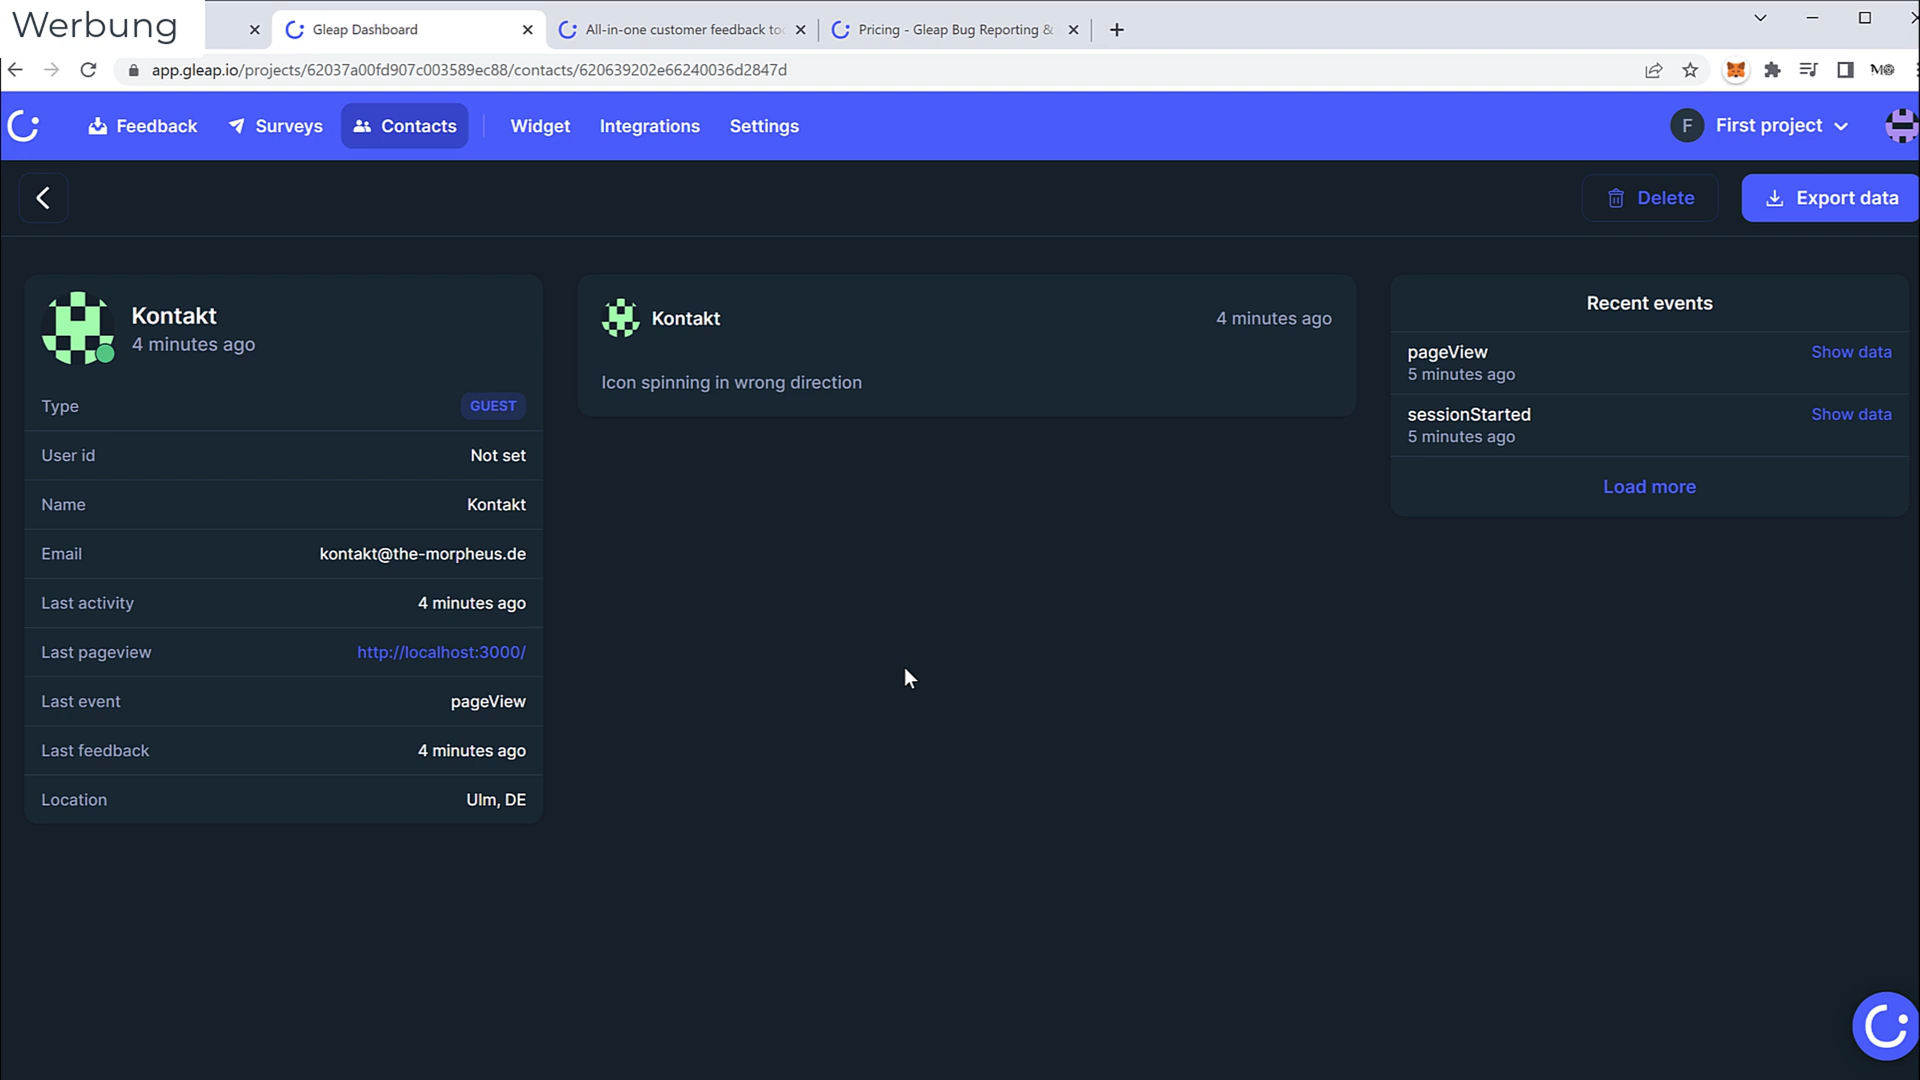 Werbung
Gleap Dashboard
All-in-one customer feedback to
Pricing - Gleap Bug Reporting &
app.gleap.io/projects/62037a00fd907c003589ec88/contacts/620639202e66240036d2847d
Feedback
Surveys
Contacts
Widget
Integrations
Settings
F
First project
Delete
Export data
Kontakt
4 minutes ago
Type
GUEST
User id
Not set
Name
Kontakt
Email
kontakt@the-morpheus.de
Last activity
4 minutes ago
Last pageview
http://localhost:3000/
Last event
pageView
Last feedback
4 minutes ago
Location
Ulm, DE
Kontakt
4 minutes ago
Icon spinning in wrong direction
Recent events
pageView
Show data
5 minutes ago
sessionStarted
Show data
5 minutes ago
Load more